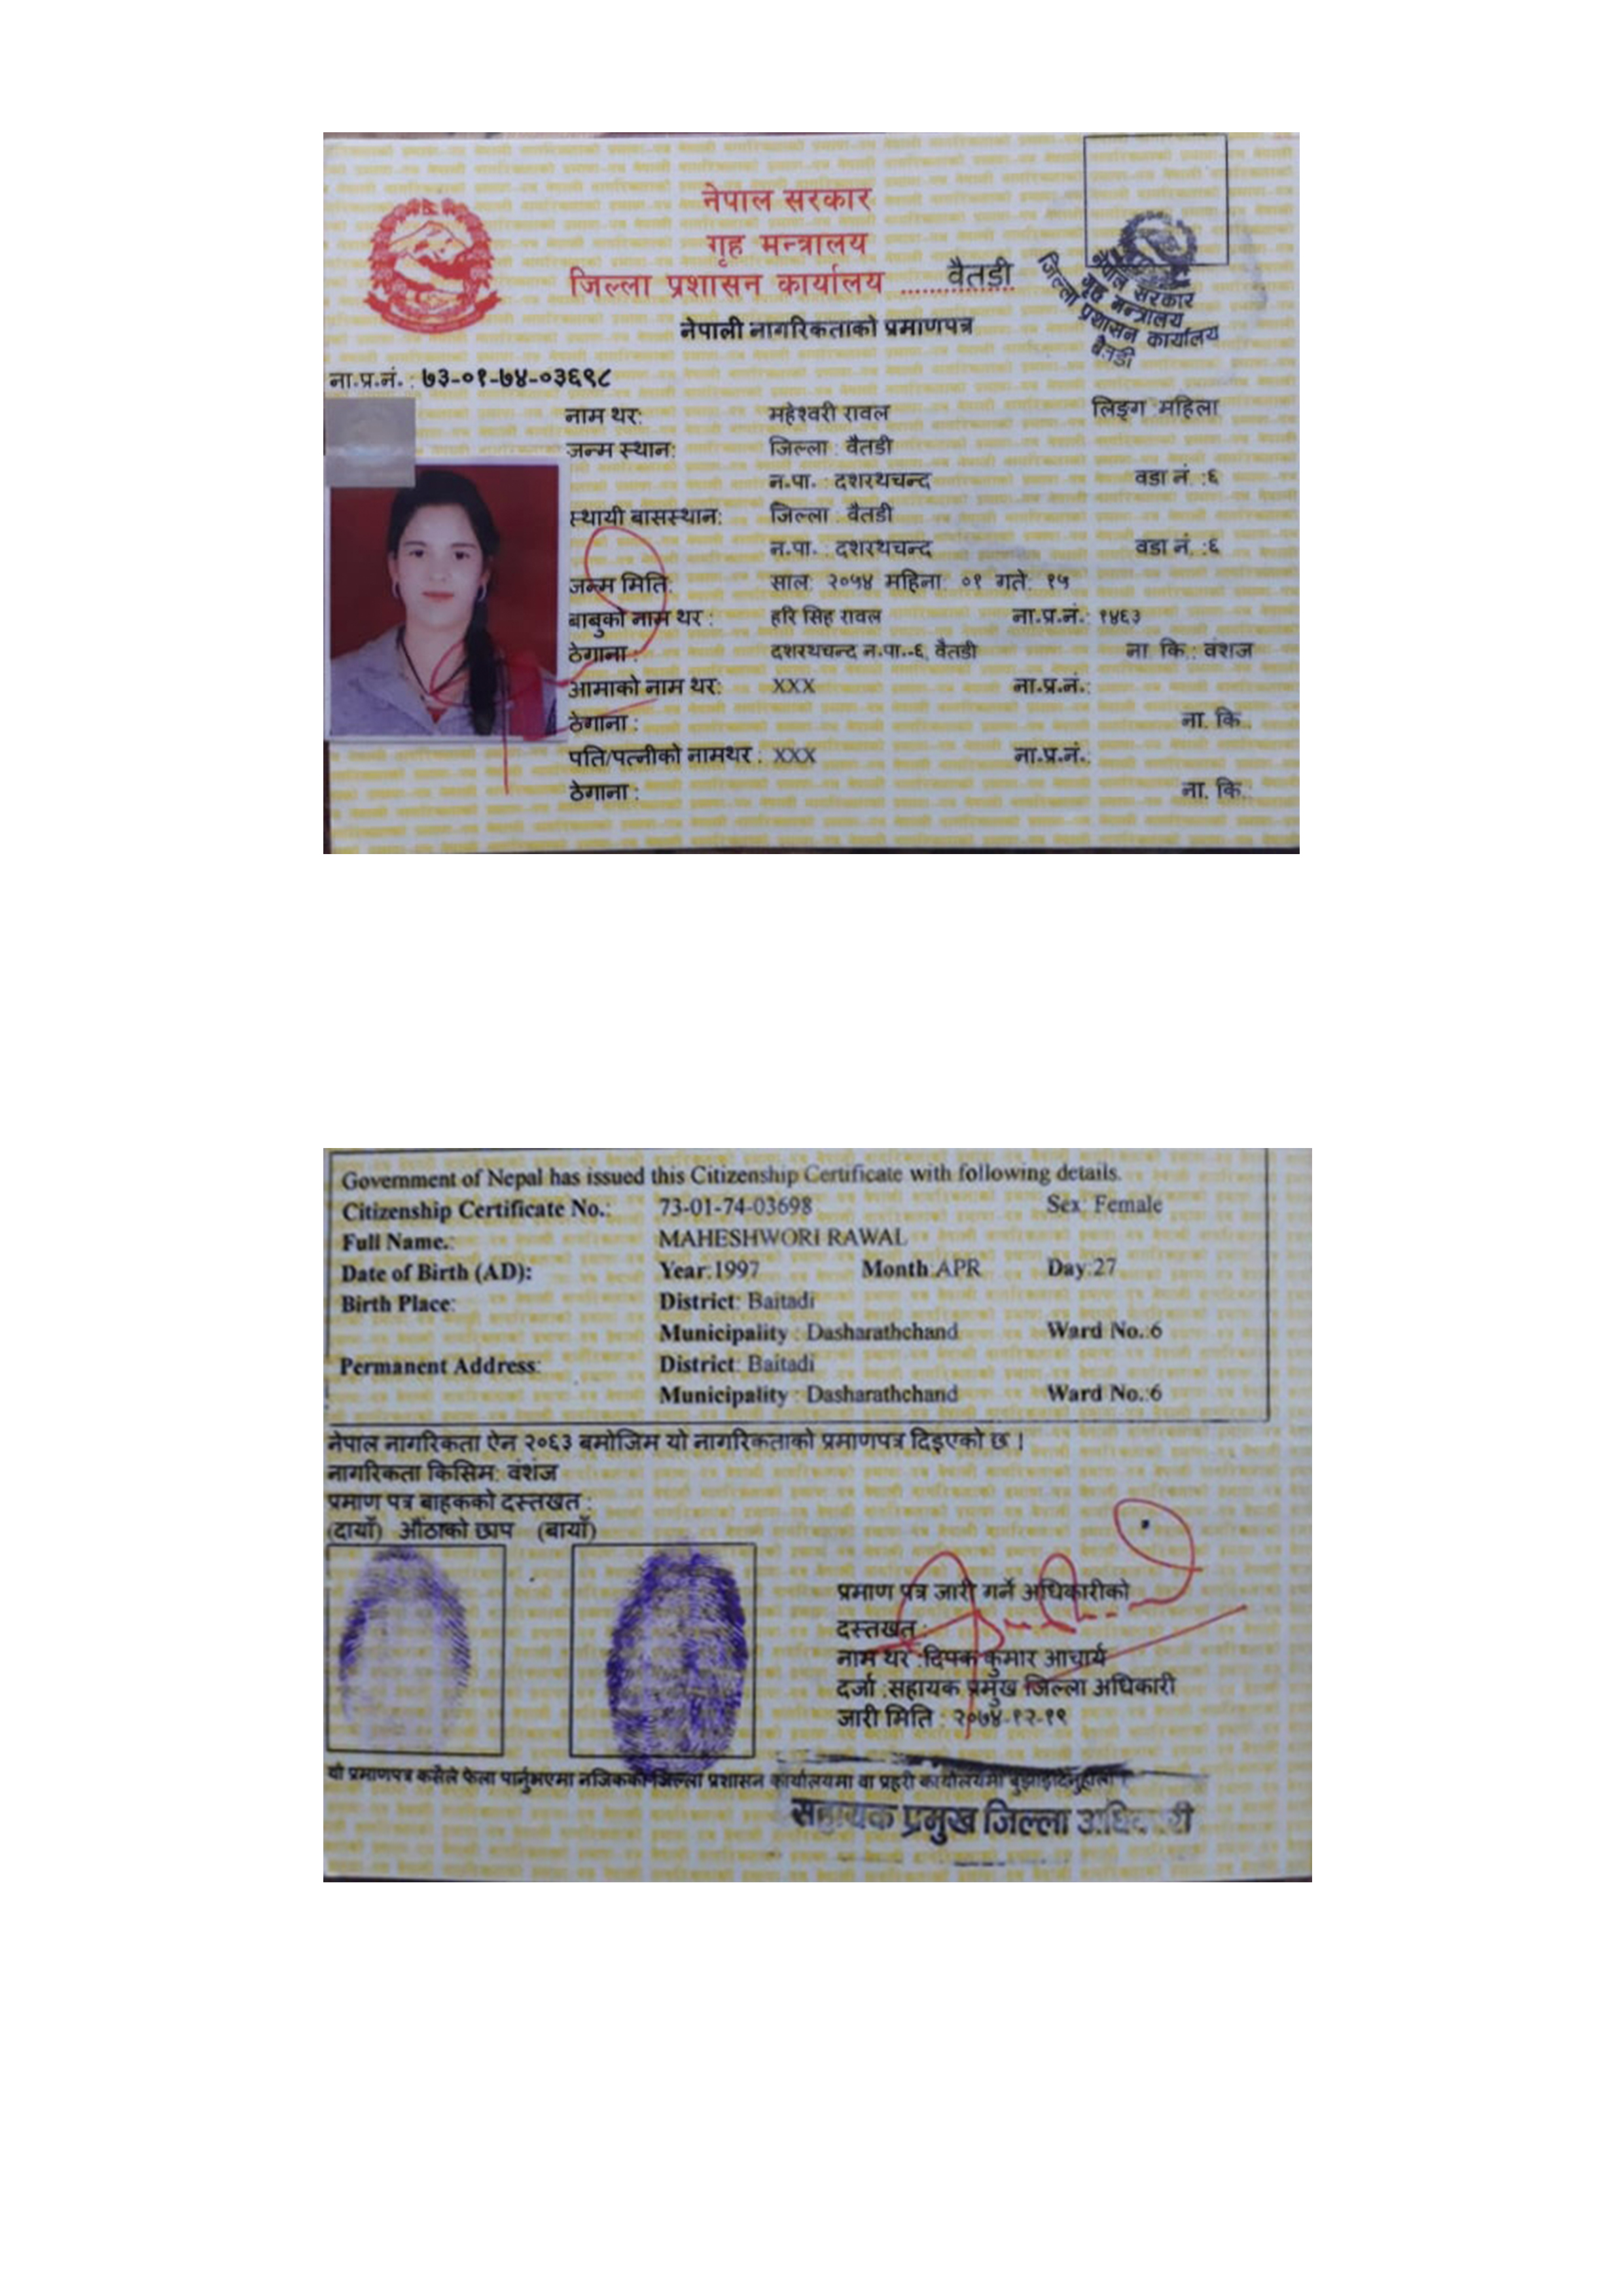 नेपाल सरकार
गृह मन्त्रालय
जिल्ला प्रशासन कार्यालय ............... वैतडी
नेपाली नागरिकताको प्रमाणपत्र
नेपाल सरकार
गृह मन्त्रालय
जिल्ला प्रशासन कार्यालय
बैतडी
ना.प्र.नं. : ७३-०१-७४-०३६९८
नाम थर: महेश्वरी रावल लिङ्ग :महिला
जन्म स्थान: जिल्ला : वैतडी
न.पा. : दशरथचन्द वडा नं. :६
स्थायी बासस्थान: जिल्ला : वैतडी
न.पा. : दशरथचन्द वडा नं. :६
जन्म मिति: साल: २०५४ महिना: ०१ गते: १५
बाबुको नाम थर : हरि सिह रावल ना.प्र.नं.: १४६३
ठेगाना : दशरथचन्द न.पा.-६, वैतडी ना. कि.: वंशज
आमाको नाम थर: XXX ना.प्र.नं.:
ठेगाना : ना. कि.:
पति/पत्नीको नामथर : XXX ना.प्र.नं.:
ठेगाना : ना. कि.:
Government of Nepal has issued this Citizenship Certificate with following details.
Citizenship Certificate No.: 73-01-74-03698 Sex: Female
Full Name.: MAHESHWORI RAWAL
Date of Birth (AD): Year:1997 Month:APR Day:27
Birth Place: District: Baitadi
Municipality : Dasharathchand Ward No.:6
Permanent Address: District: Baitadi
Municipality : Dasharathchand Ward No.:6
नेपाल नागरिकता ऐन २०६३ बमोजिम यो नागरिकताको प्रमाणपत्र दिइएको छ ।
नागरिकता किसिम: वंशज
प्रमाण पत्र बाहकको दस्तखत :
(दायाँ) औंठाको छाप (बायाँ)
प्रमाण पत्र जारी गर्ने अधिकारीको
दस्तखत :
नाम थर :दिपक कुमार आचार्य
दर्जा :सहायक प्रमुख जिल्ला अधिकारी
जारी मिति : २०७४-१२-१९
यो प्रमाणपत्र कसैले फेला पार्नुभएमा नजिकको जिल्ला प्रशासन कार्यालयमा वा प्रहरी कार्यालयमा बुझाइदिनुहोला ।
सहायक प्रमुख जिल्ला अधिकारी